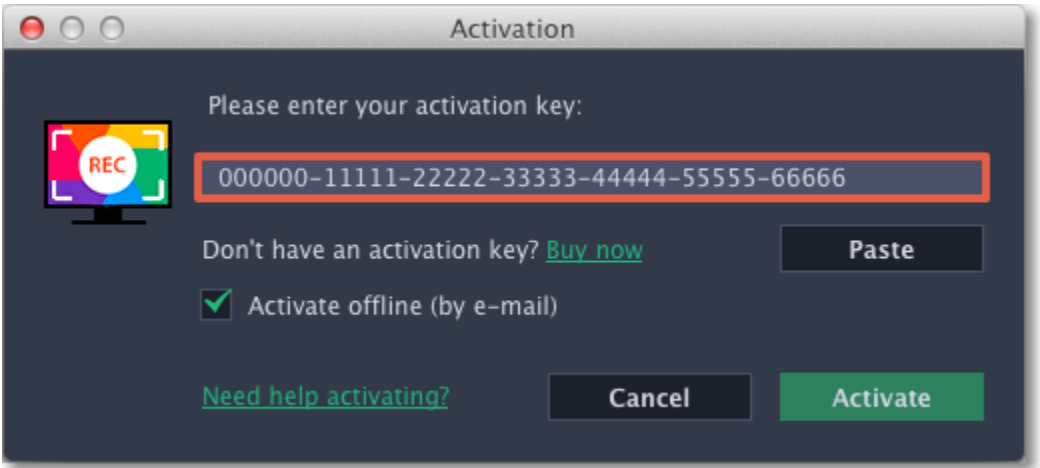 Activation
Please enter your activation key:
REC
000000-11111-22222-33333-44444-55555-66666
Don't have an activation key? Buy now
Paste
Activate offline (by e-mail)
Need help activating?
Cancel
Activate